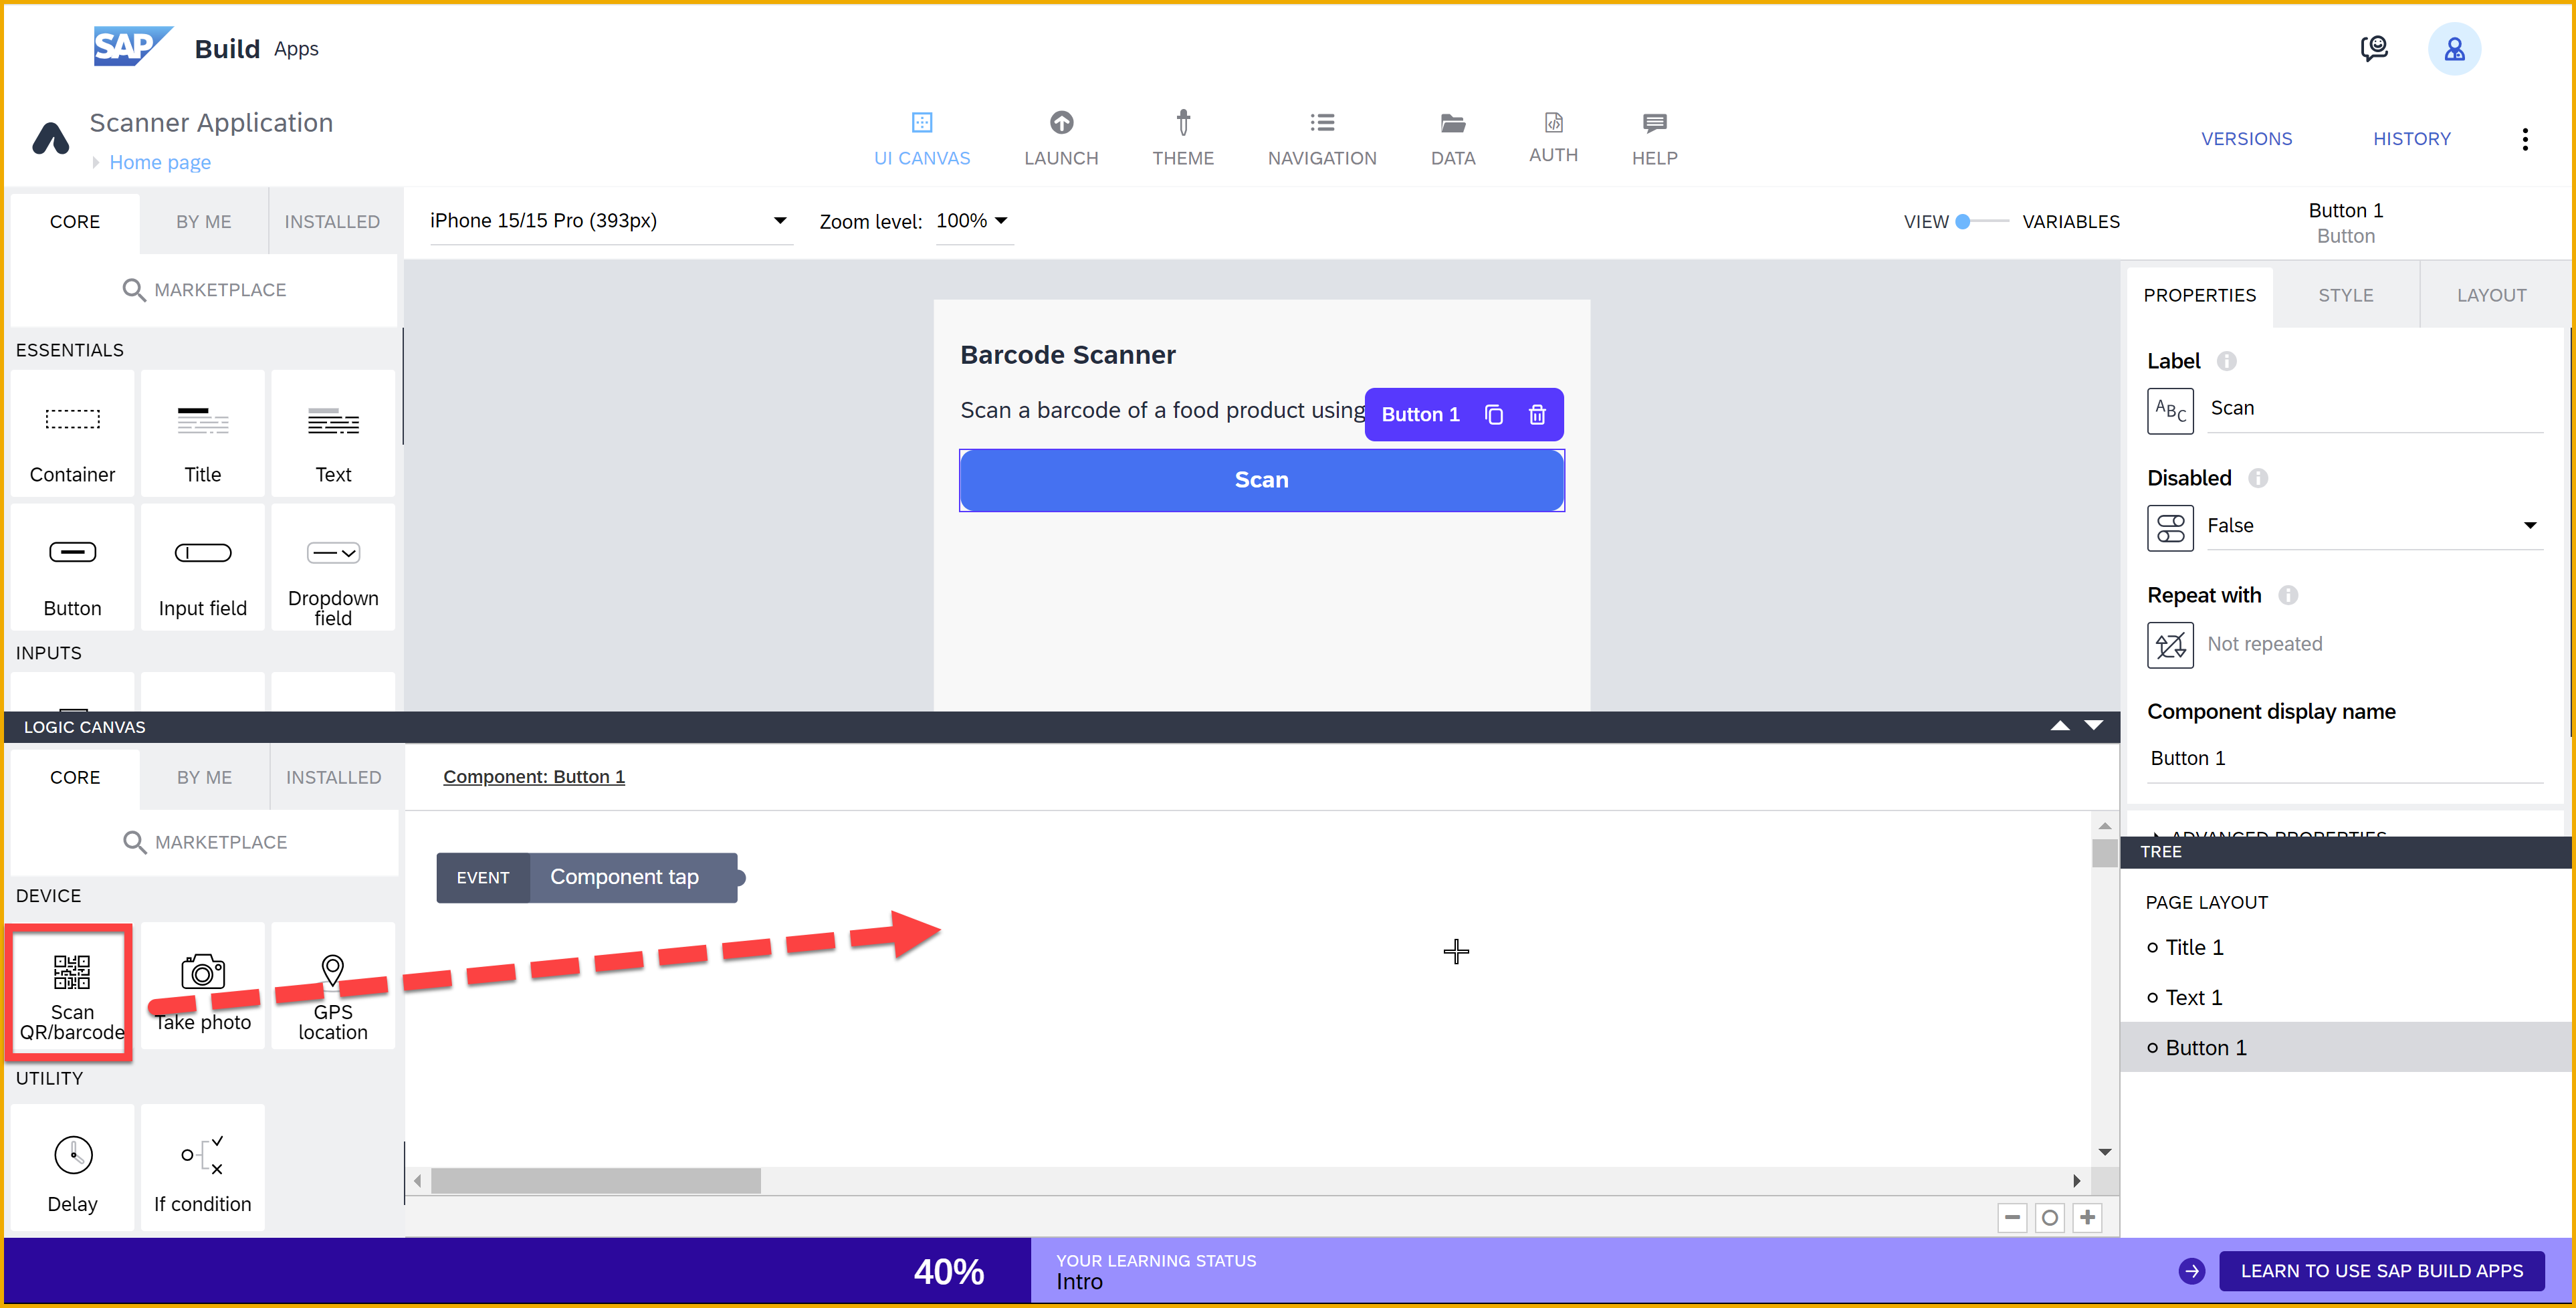 SAP Build Apps
Scanner Application
Home page
UI CANVAS
LAUNCH
THEME
NAVIGATION
DATA
AUTH
HELP
VERSIONS
HISTORY
CORE
BY ME
INSTALLED
MARKETPLACE
iPhone 15/15 Pro (393px)
Zoom level: 100%
VIEW
VARIABLES
Button 1
Button
ESSENTIALS
Container
Title
Text
Button
Input field
Dropdown
field
INPUTS
Barcode Scanner
Scan a barcode of a food product using
Button 1
Scan
PROPERTIES
STYLE
LAYOUT
Label
ABC
Scan
Disabled
False
Repeat with
Not repeated
Component display name
Button 1
ADVANCED PROPERTIES
LOGIC CANVAS
CORE
BY ME
INSTALLED
MARKETPLACE
Component: Button 1
EVENT
Component tap
DEVICE
Scan
QR/barcode
Take photo
GPS
location
UTILITY
Delay
If condition
TREE
PAGE LAYOUT
Title 1
Text 1
Button 1
40%
YOUR LEARNING STATUS
Intro
LEARN TO USE SAP BUILD APPS